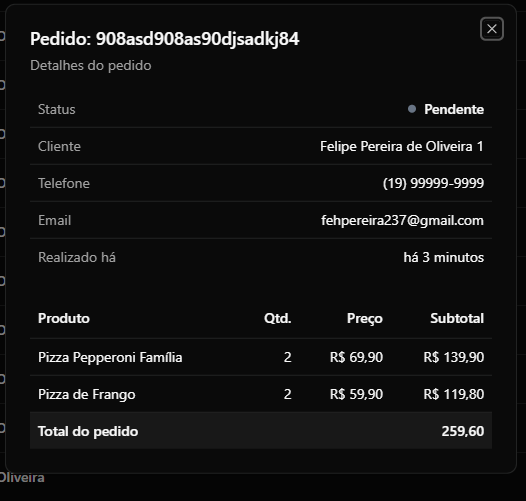 Pedido: 908asd908as90djsadkj84
Detalhes do pedido
Status Pendente
Cliente Felipe Pereira de Oliveira 1
Telefone (19) 99999-9999
Email fehpereira237@gmail.com
Realizado há há 3 minutos
Produto Qtd. Preço Subtotal
Pizza Pepperoni Família 2 R$ 69,90 R$ 139,90
Pizza de Frango 2 R$ 59,90 R$ 119,80
Total do pedido 259,60
Oliveira